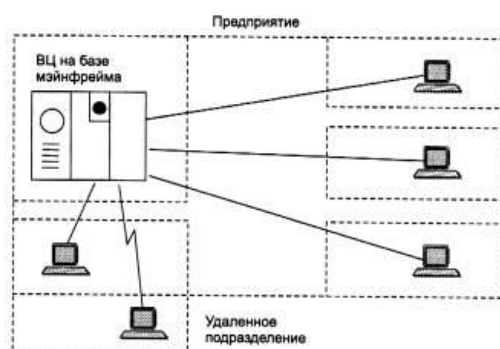 Предприятие
ВЦ на базе
мэйнфрейма
Удаленное
подразделение